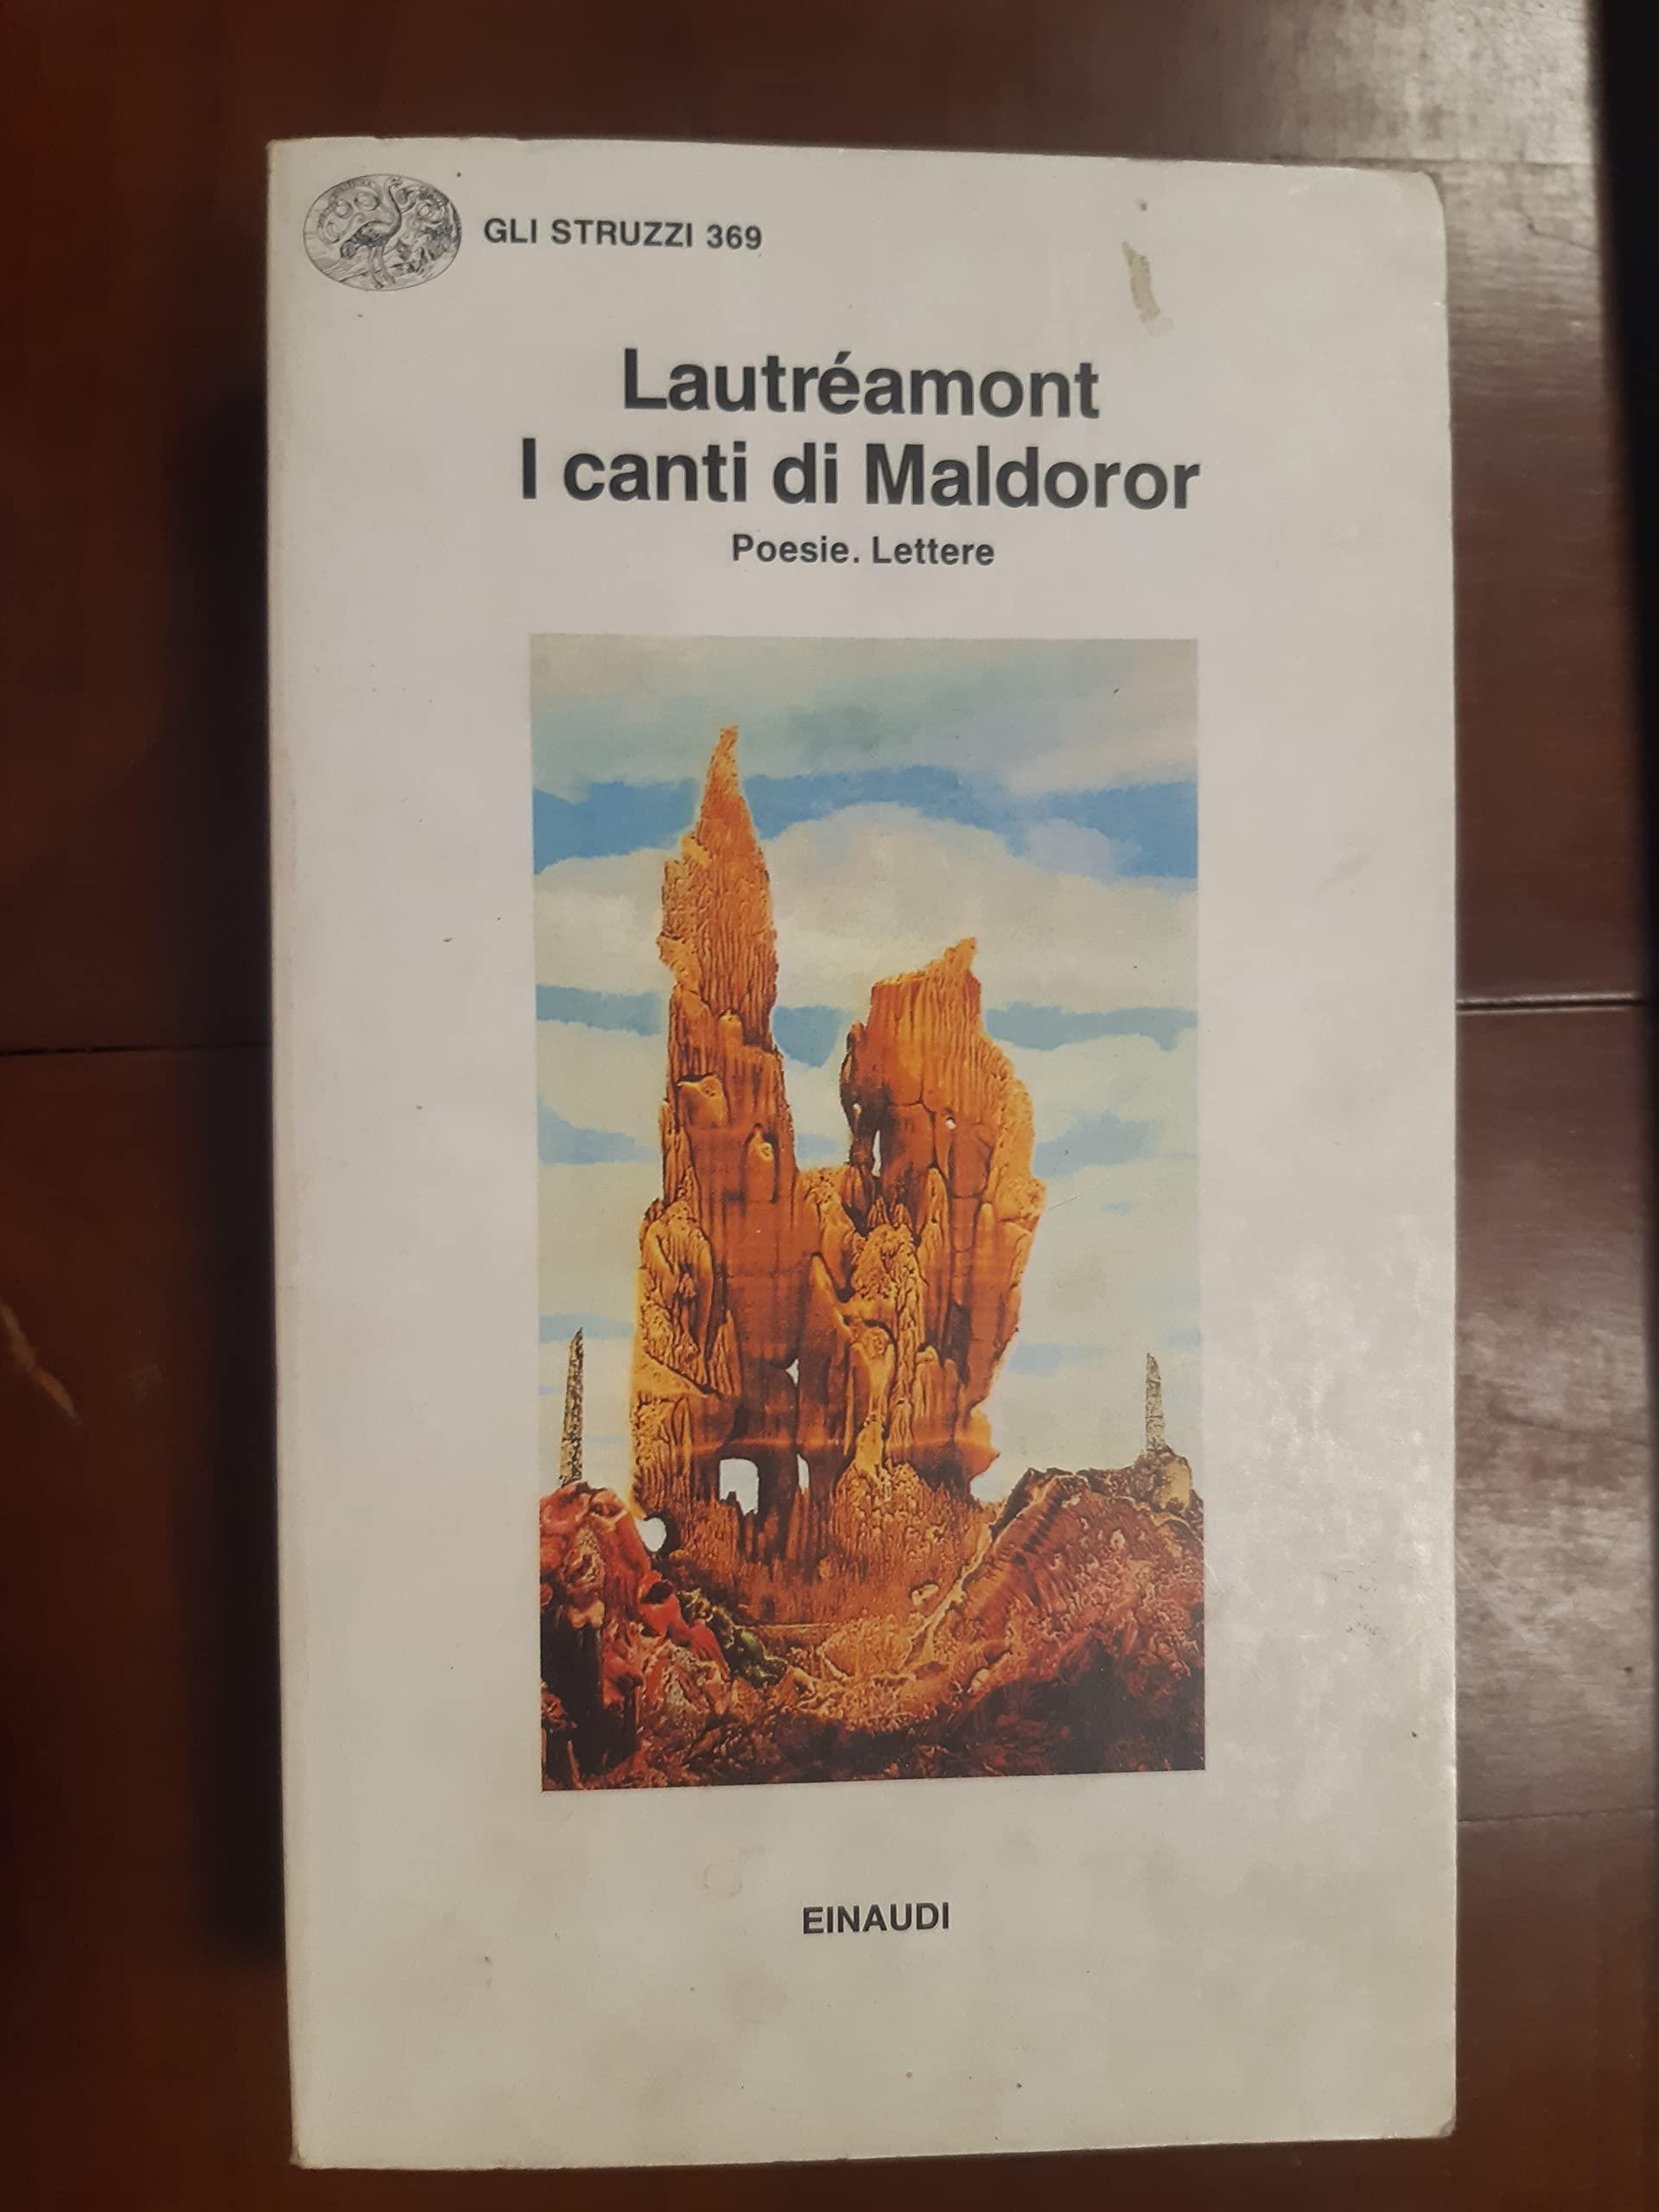 GLI STRUZZI 369
Lautréamont
I canti di Maldoror
Poesie. Lettere
EINAUDI